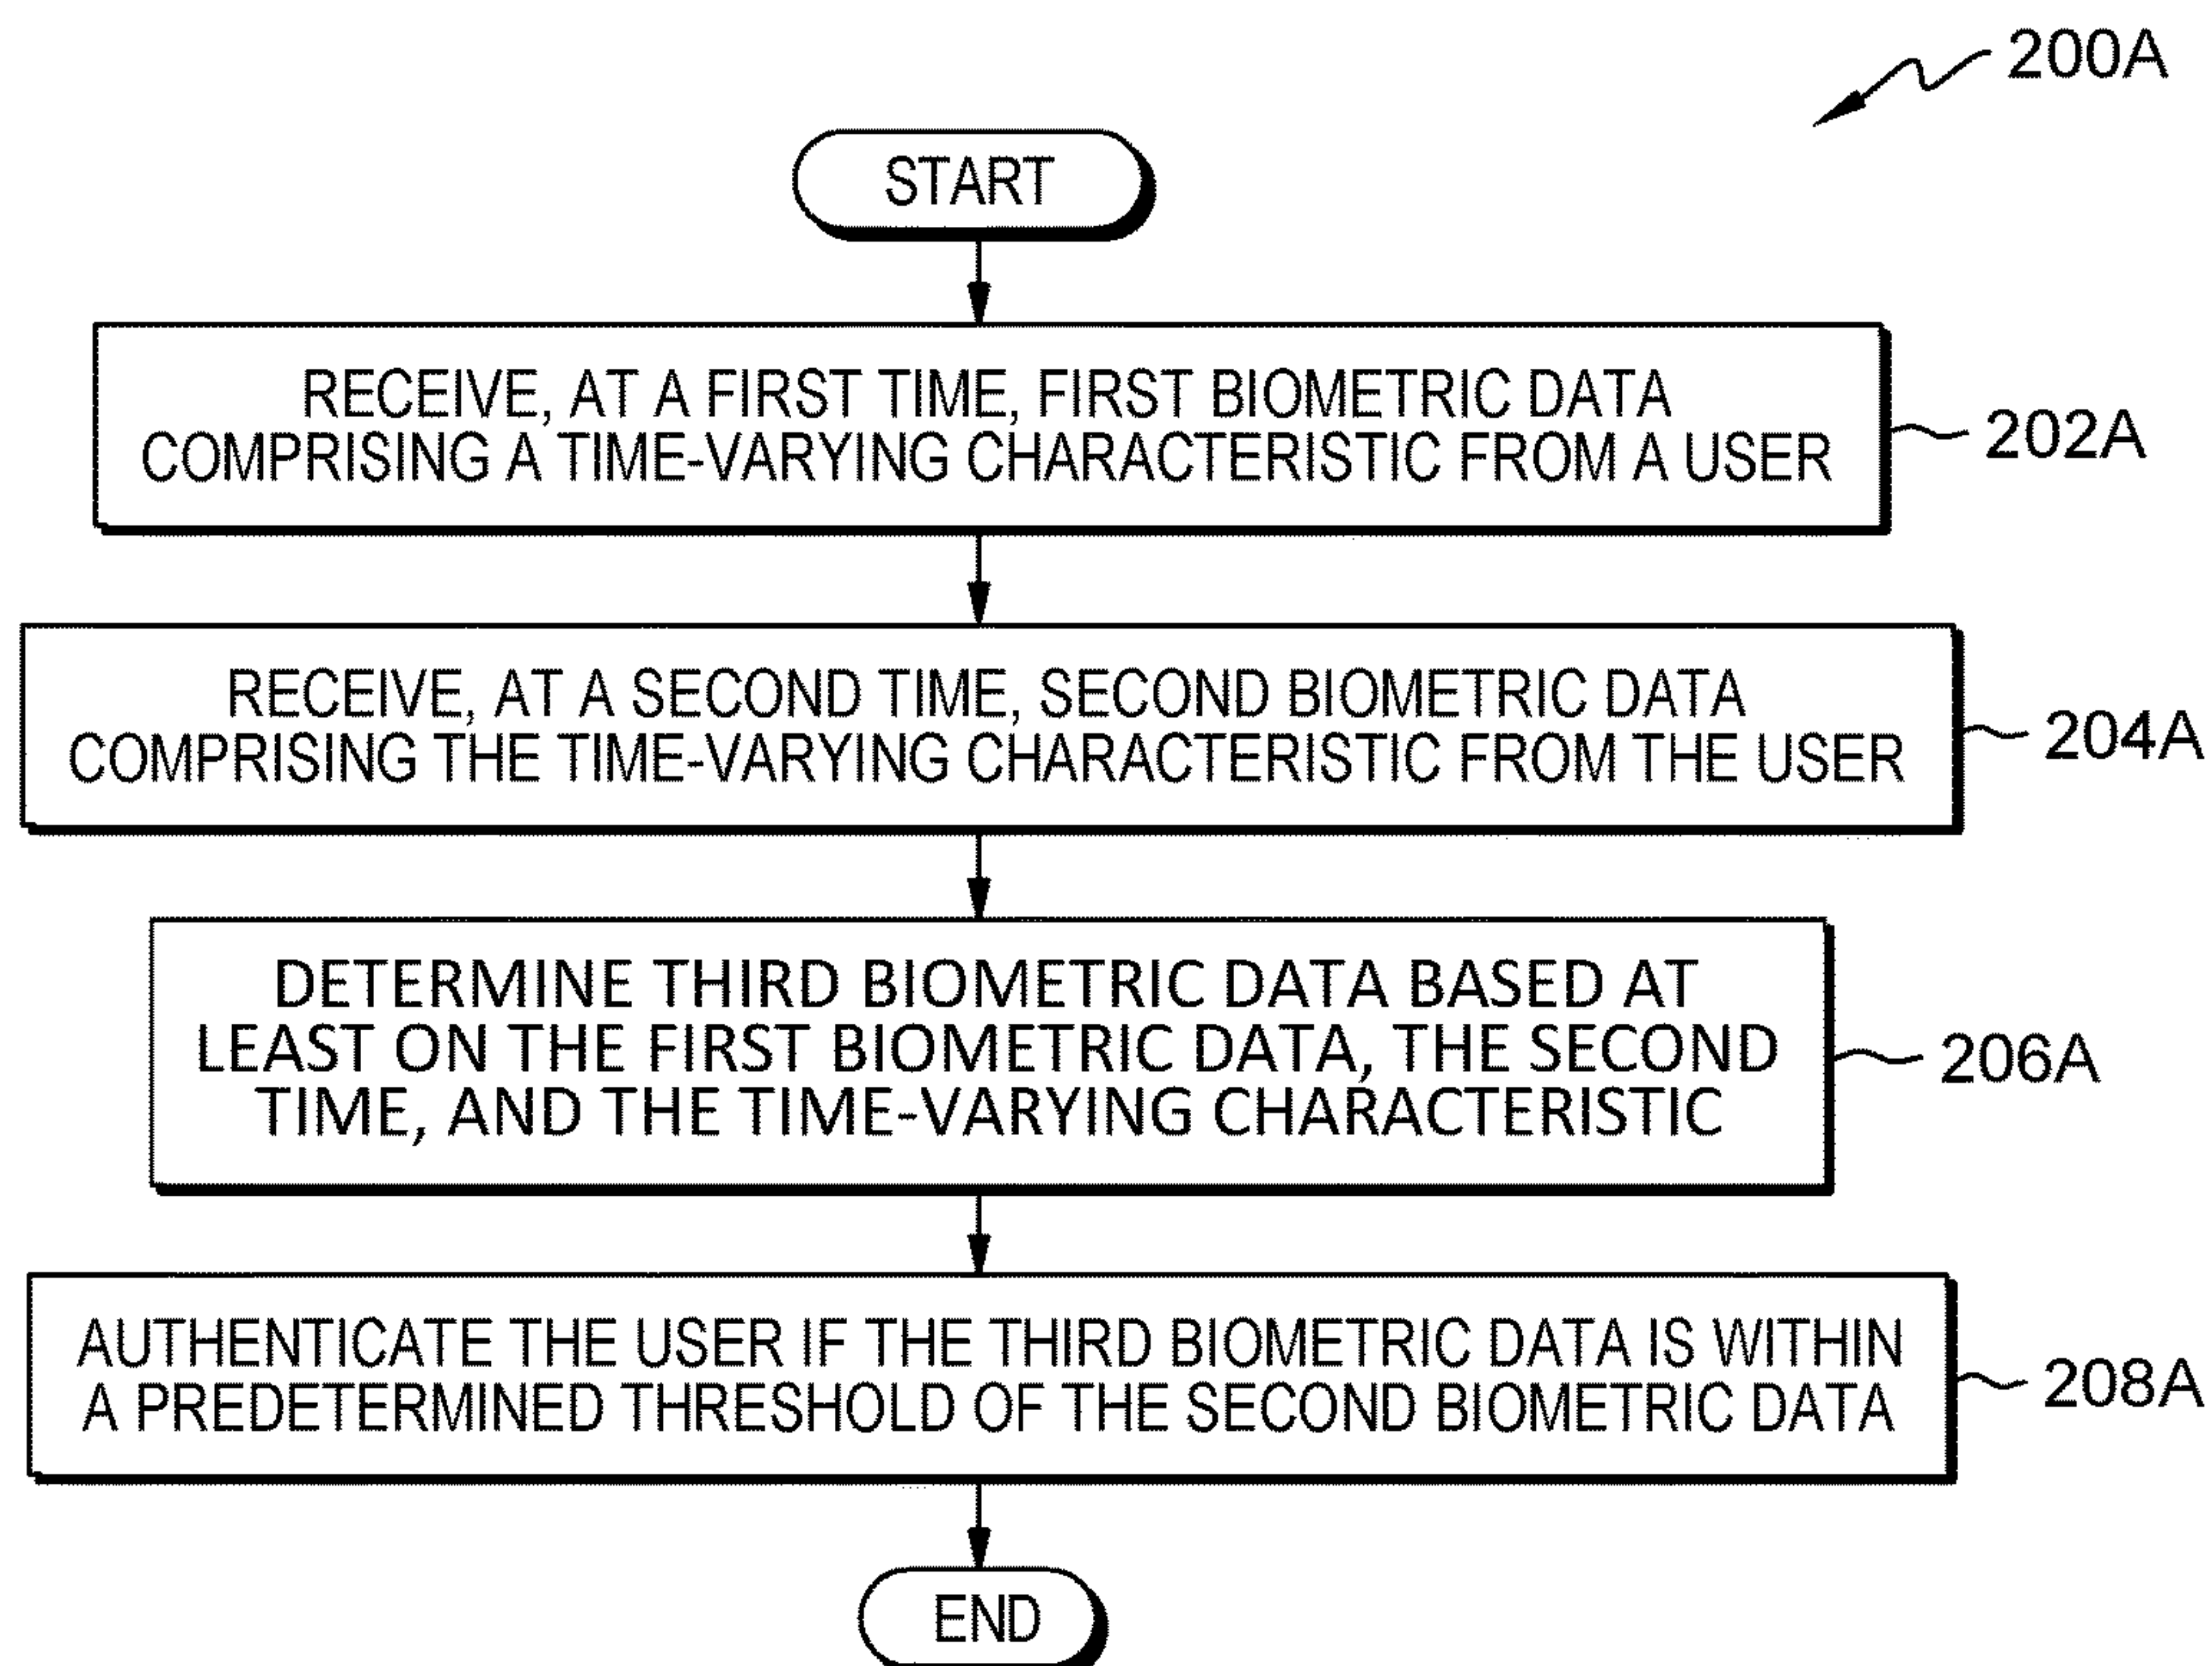 200A
START
RECEIVE, AT A FIRST TIME, FIRST BIOMETRIC DATA
COMPRISING A TIME-VARYING CHARACTERISTIC FROM A USER
202A
RECEIVE, AT A SECOND TIME, SECOND BIOMETRIC DATA
COMPRISING THE TIME-VARYING CHARACTERISTIC FROM THE USER
204A
DETERMINE THIRD BIOMETRIC DATA BASED AT
LEAST ON THE FIRST BIOMETRIC DATA, THE SECOND
TIME, AND THE TIME-VARYING CHARACTERISTIC
206A
AUTHENTICATE THE USER IF THE THIRD BIOMETRIC DATA IS WITHIN
A PREDETERMINED THRESHOLD OF THE SECOND BIOMETRIC DATA
208A
END